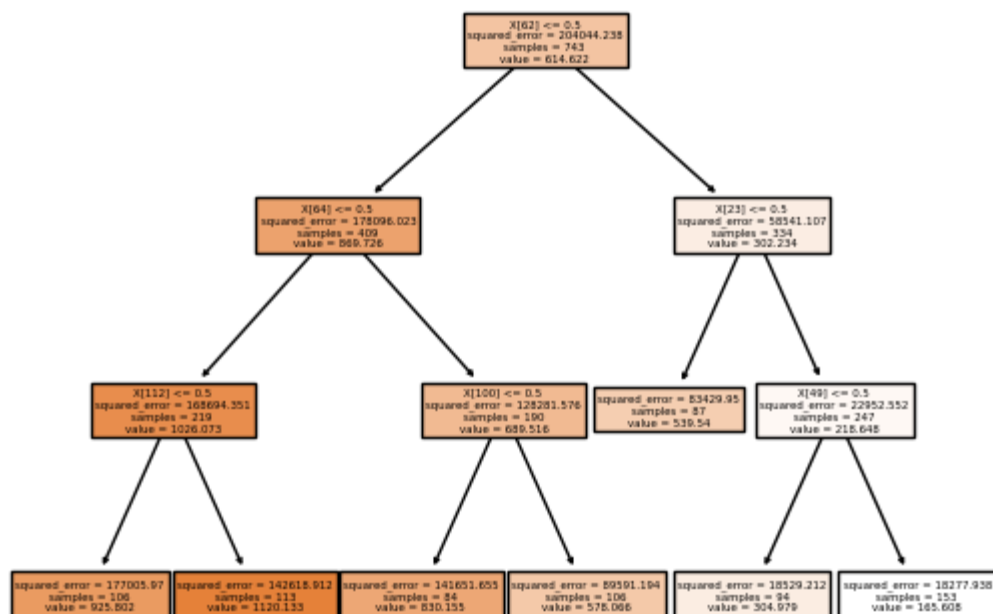 X[62] <= 0.5
squared_error = 204044.238
samples = 743
value = 614.622
X[64] <= 0.5
squared_error = 178096.023
samples = 409
value = 869.726
X[23] <= 0.5
squared_error = 58541.107
samples = 334
value = 302.234
X[112] <= 0.5
squared_error = 168694.351
samples = 219
value = 1026.073
X[100] <= 0.5
squared_error = 128281.576
samples = 190
value = 689.516
squared_error = 83429.95
samples = 87
value = 539.54
X[49] <= 0.5
squared_error = 22952.552
samples = 247
value = 218.648
squared_error = 177005.97
samples = 106
value = 925.802
squared_error = 142618.912
samples = 113
value = 1120.133
squared_error = 141651.655
samples = 84
value = 830.155
squared_error = 89591.194
samples = 106
value = 578.066
squared_error = 18529.212
samples = 94
value = 304.979
squared_error = 18277.938
samples = 153
value = 165.608